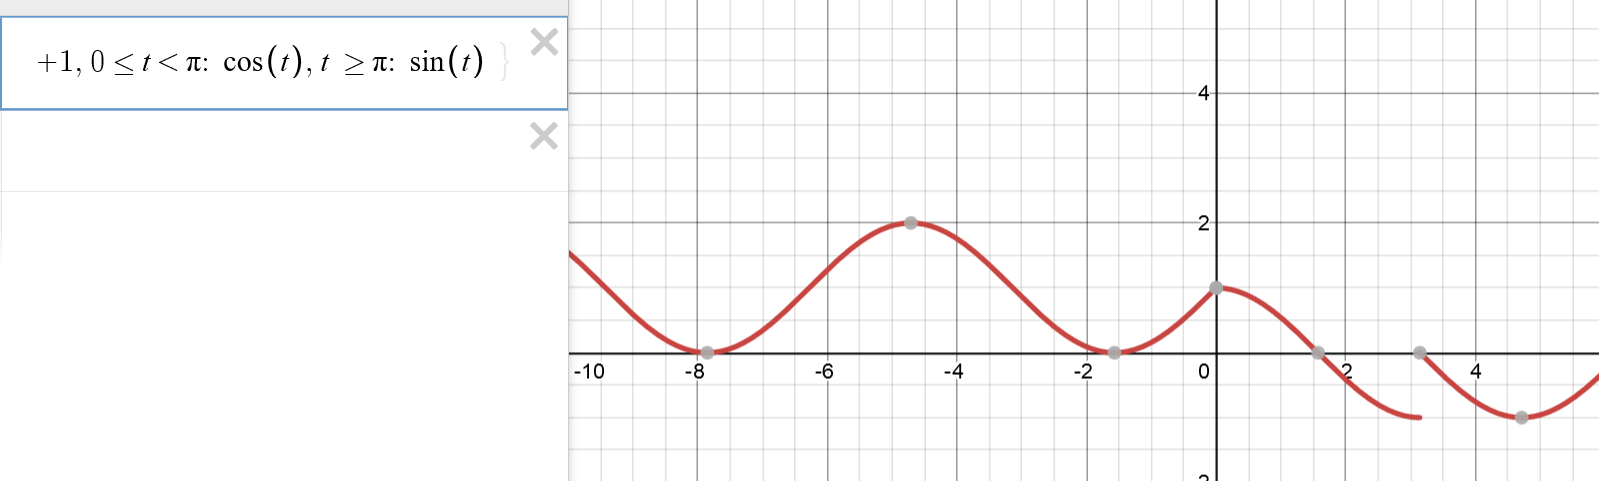 +1, 0 ≤ t < π: cos(t), t ≥ π: sin(t) }
4
2
-10 -8 -6 -4 -2 0 2 4